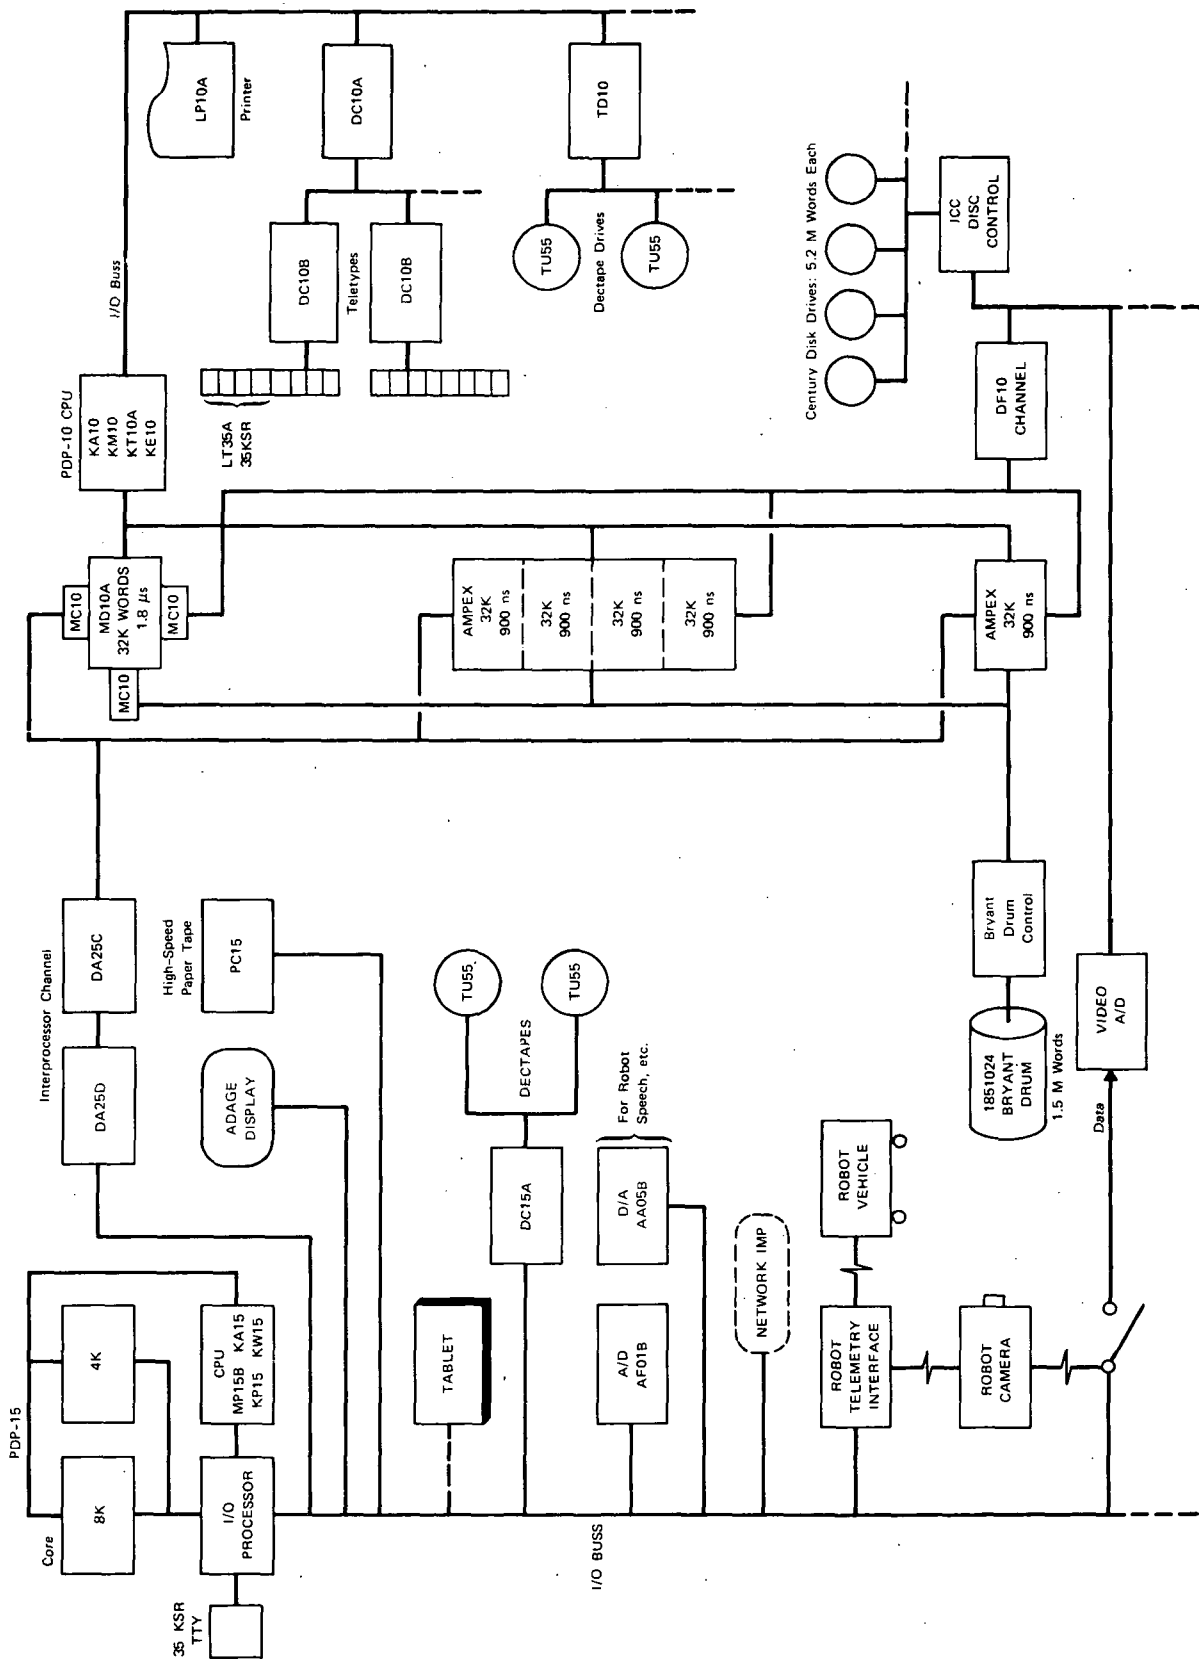 PDP-15
Core
8K
4K
35 KSR
TTY
I/O
PROCESSOR
CPU
MP15B KA15
KP15 KW15
Interprocessor Channel
DA25D
DA25C
ADAGE
DISPLAY
High-Speed
Paper Tape
PC15
TABLET
DC15A
DECTAPES
TU55
TU55
A/D
AF01B
D/A
AA05B
For Robot
Speech, etc.
I/O BUSS
NETWORK IMP
ROBOT
TELEMETRY
INTERFACE
ROBOT
VEHICLE
ROBOT
CAMERA
Data
VIDEO
A/D
1851024
BRYANT
DRUM
1.5 M Words
Bryant
Drum
Control
MC10
MC10
MD10A
32K WORDS
1.8 μs
MC10
AMPEX
32K
900 ns
32K
900 ns
32K
900 ns
32K
900 ns
AMPEX
32K
900 ns
PDP-10 CPU
KA10
KM10
KT10A
KE10
I/O Buss
LP10A
Printer
LT35A
35KSR
DC10B
Teletypes
DC10B
DC10A
TU55
Dectape Drives
TU55
TD10
Century Disk Drives: 5.2 M Words Each
DF10
CHANNEL
ICC
DISC
CONTROL